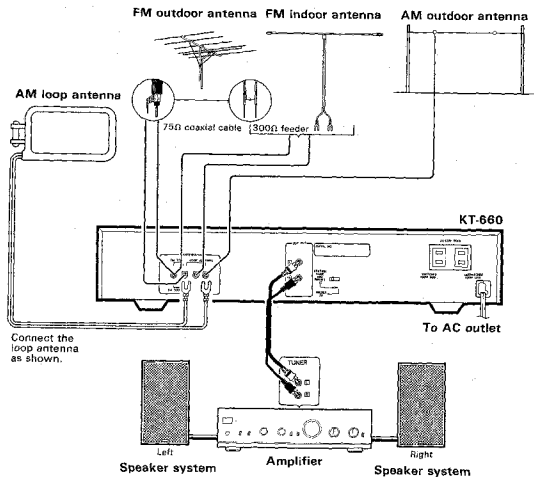 FM outdoor antenna
FM indoor antenna
AM outdoor antenna
AM loop antenna
75Ω coaxial cable
300Ω feeder
KT-660
To AC outlet
Connect the
loop antenna
as shown.
TUNER
Left
Speaker system
Amplifier
Right
Speaker system